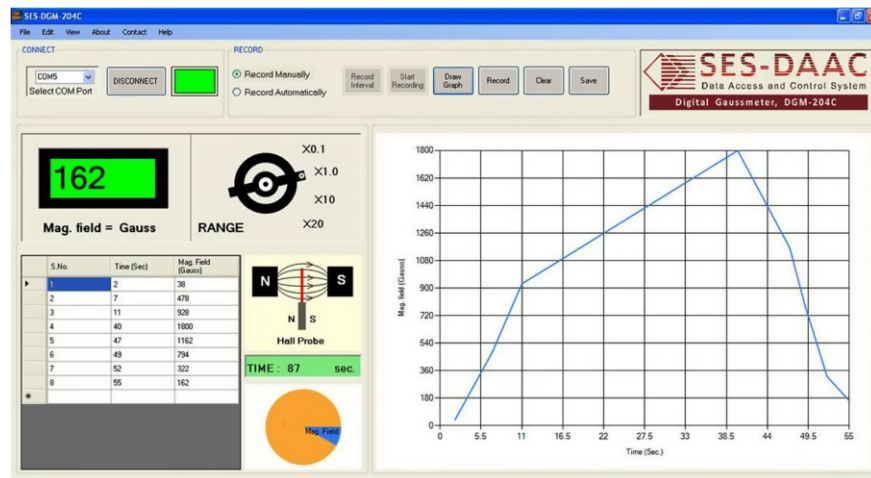 SES-DGM-204C
File Edit View About Contact Help
CONNECT
COM5
Select COM Port
DISCONNECT
RECORD
Record Manually
Record Automatically
Record Interval
Start Recording
Draw Graph
Record
Clear
Save
SES-DAAC
Data Access and Control System
Digital Gaussmeter, DGM-204C
162
Mag. field = Gauss
RANGE
X0.1
X1.0
X10
X20
S.No. Time (Sec) Mag. Field (Gauss)
1 2 38
2 7 478
3 11 928
4 40 1800
5 47 1162
6 49 794
7 52 322
8 55 162
N S
N S
Hall Probe
TIME : 87 sec.
Mag. Field
Mag. field (Gauss)
1800
1620
1440
1260
1080
900
720
540
360
180
0
0 5.5 11 16.5 22 27.5 33 38.5 44 49.5 55
Time (Sec.)